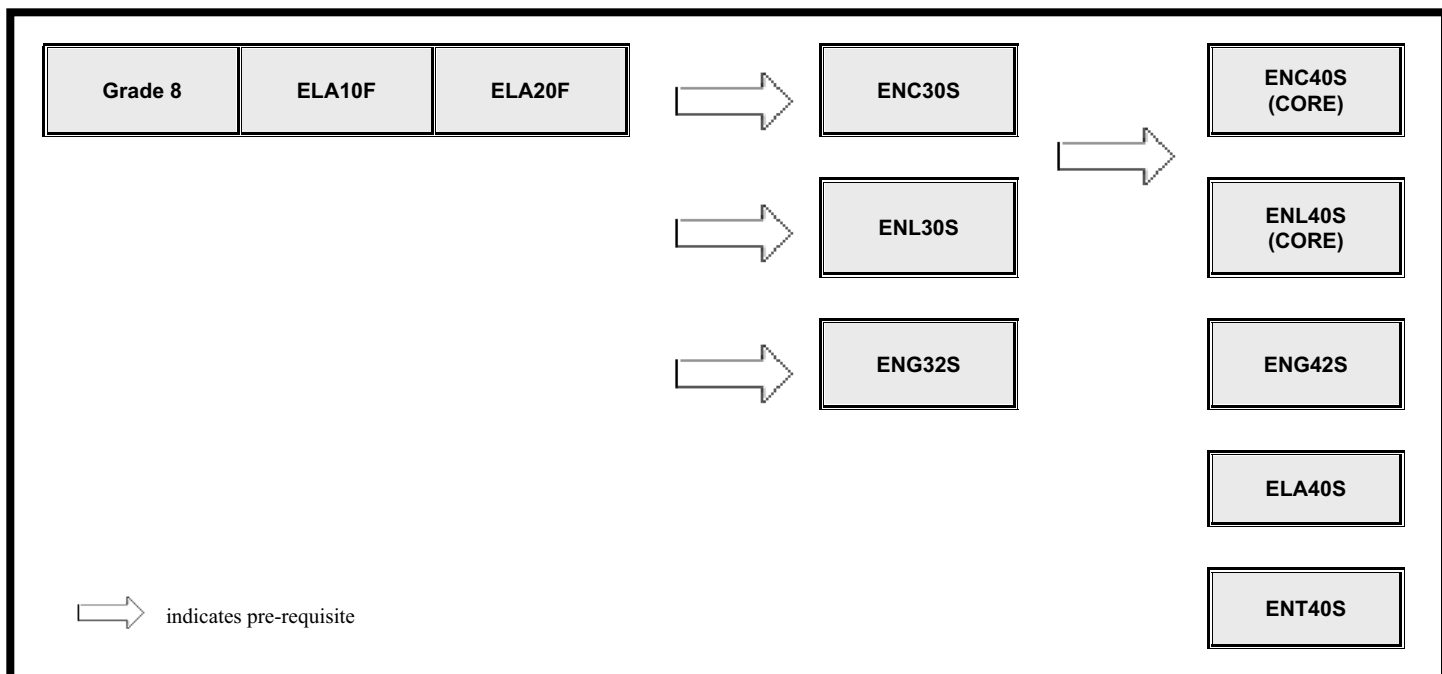 Grade 8
ELA10F
ELA20F
ENC30S
ENC40S
(CORE)
ENL30S
ENL40S
(CORE)
ENG32S
ENG42S
ELA40S
ENT40S
indicates pre-requisite